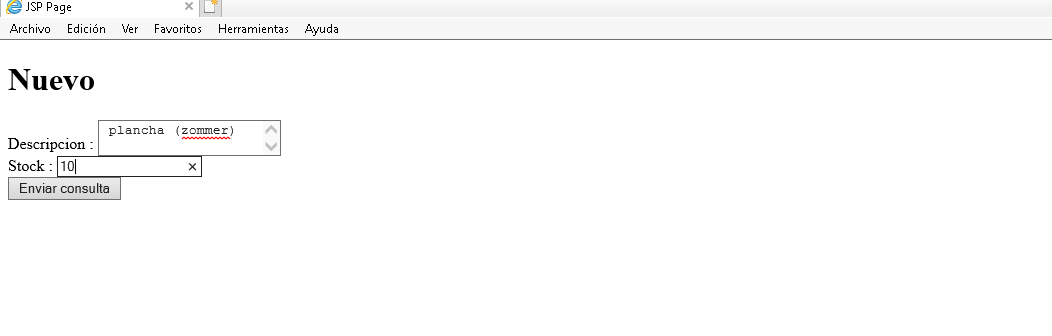 JSP Page
Archivo Edición Ver Favoritos Herramientas Ayuda
Nuevo
Descripcion : plancha (zommer)
Stock : 10
Enviar consulta